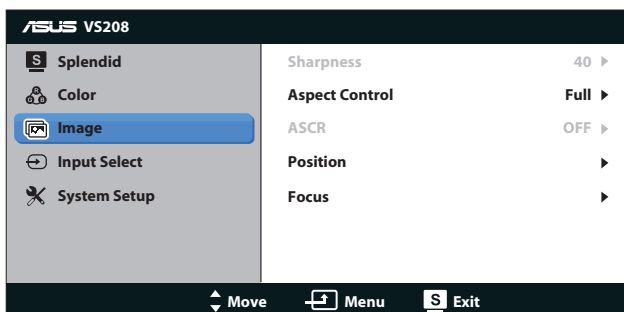 ASUS VS208
S Splendid
Color
Image
Input Select
System Setup
Sharpness 40
Aspect Control Full
ASCR OFF
Position
Focus
Move Menu S Exit